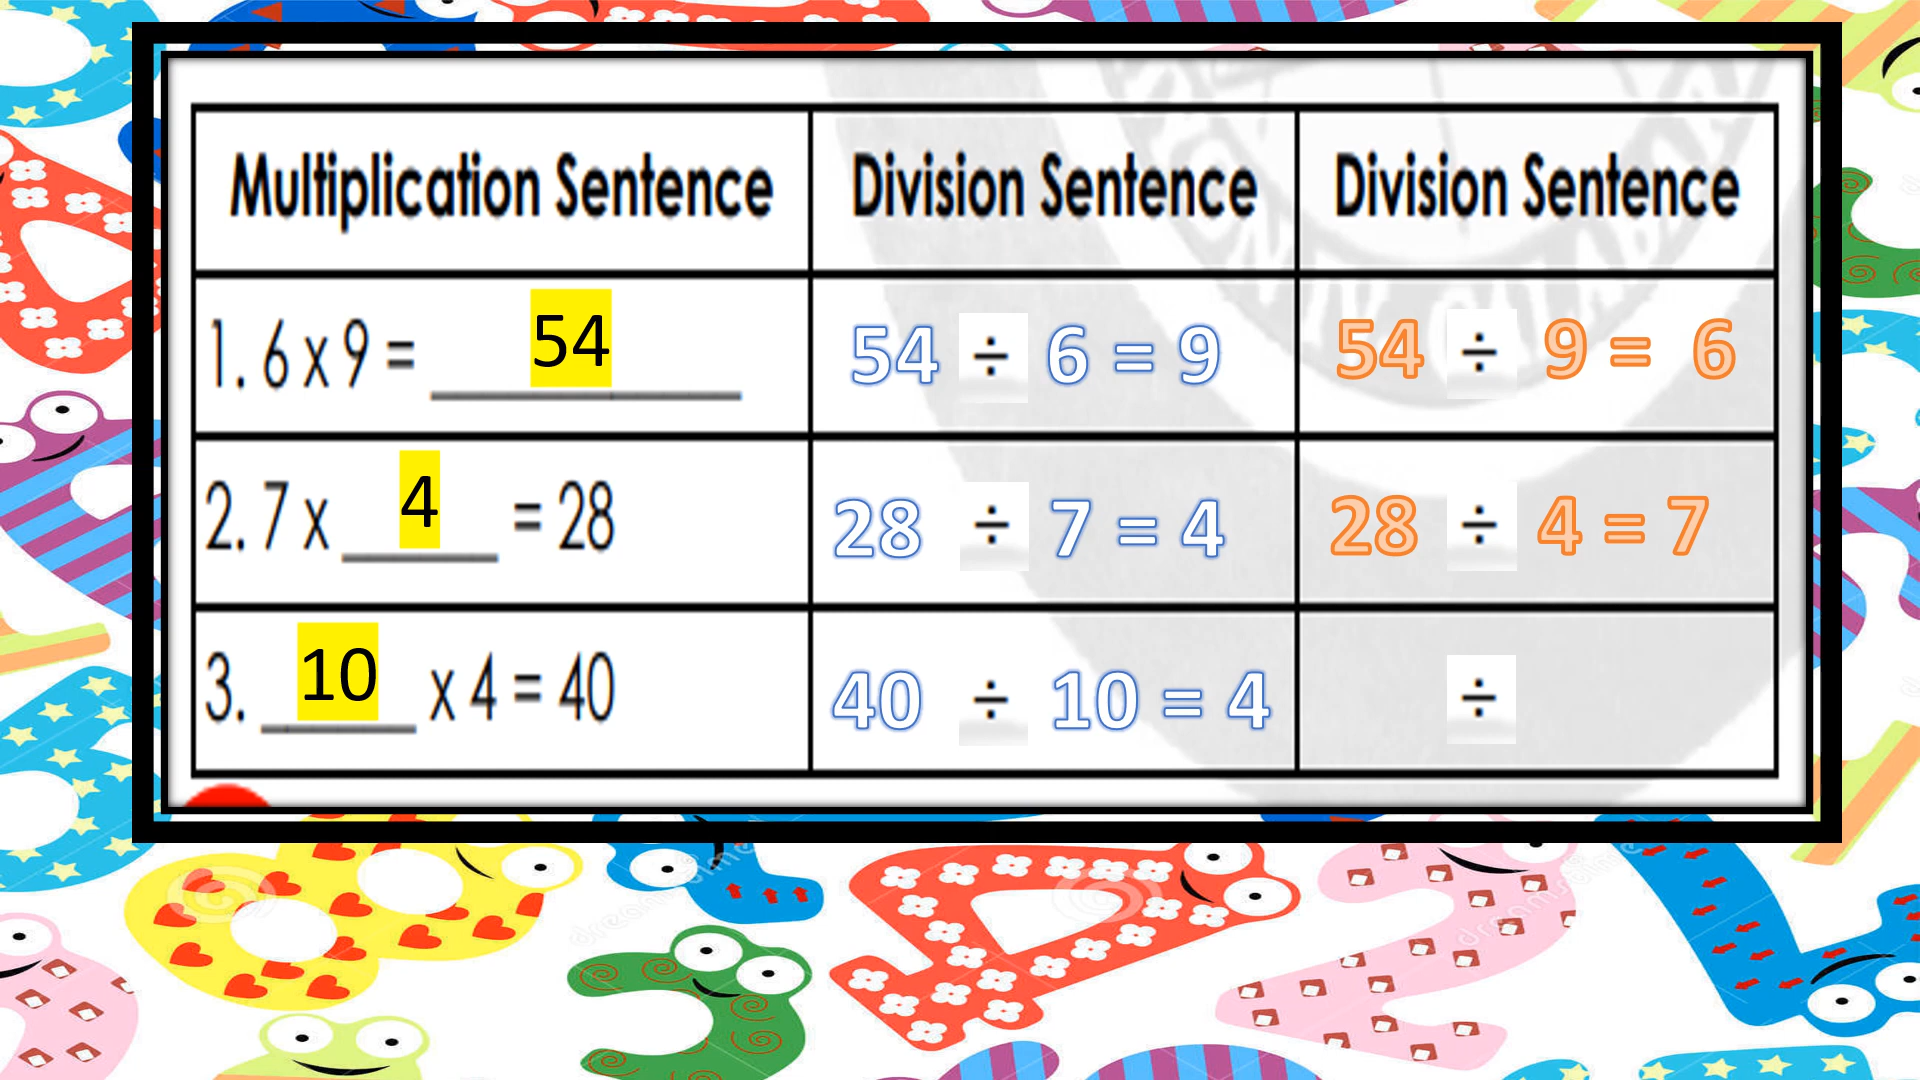 Multiplication Sentence Division Sentence Division Sentence
1. 6 x 9 = 54 54 ÷ 6 = 9 54 ÷ 9 = 6
2. 7 x 4 = 28 28 ÷ 7 = 4 28 ÷ 4 = 7
3. 10 x 4 = 40 40 ÷ 10 = 4 ÷